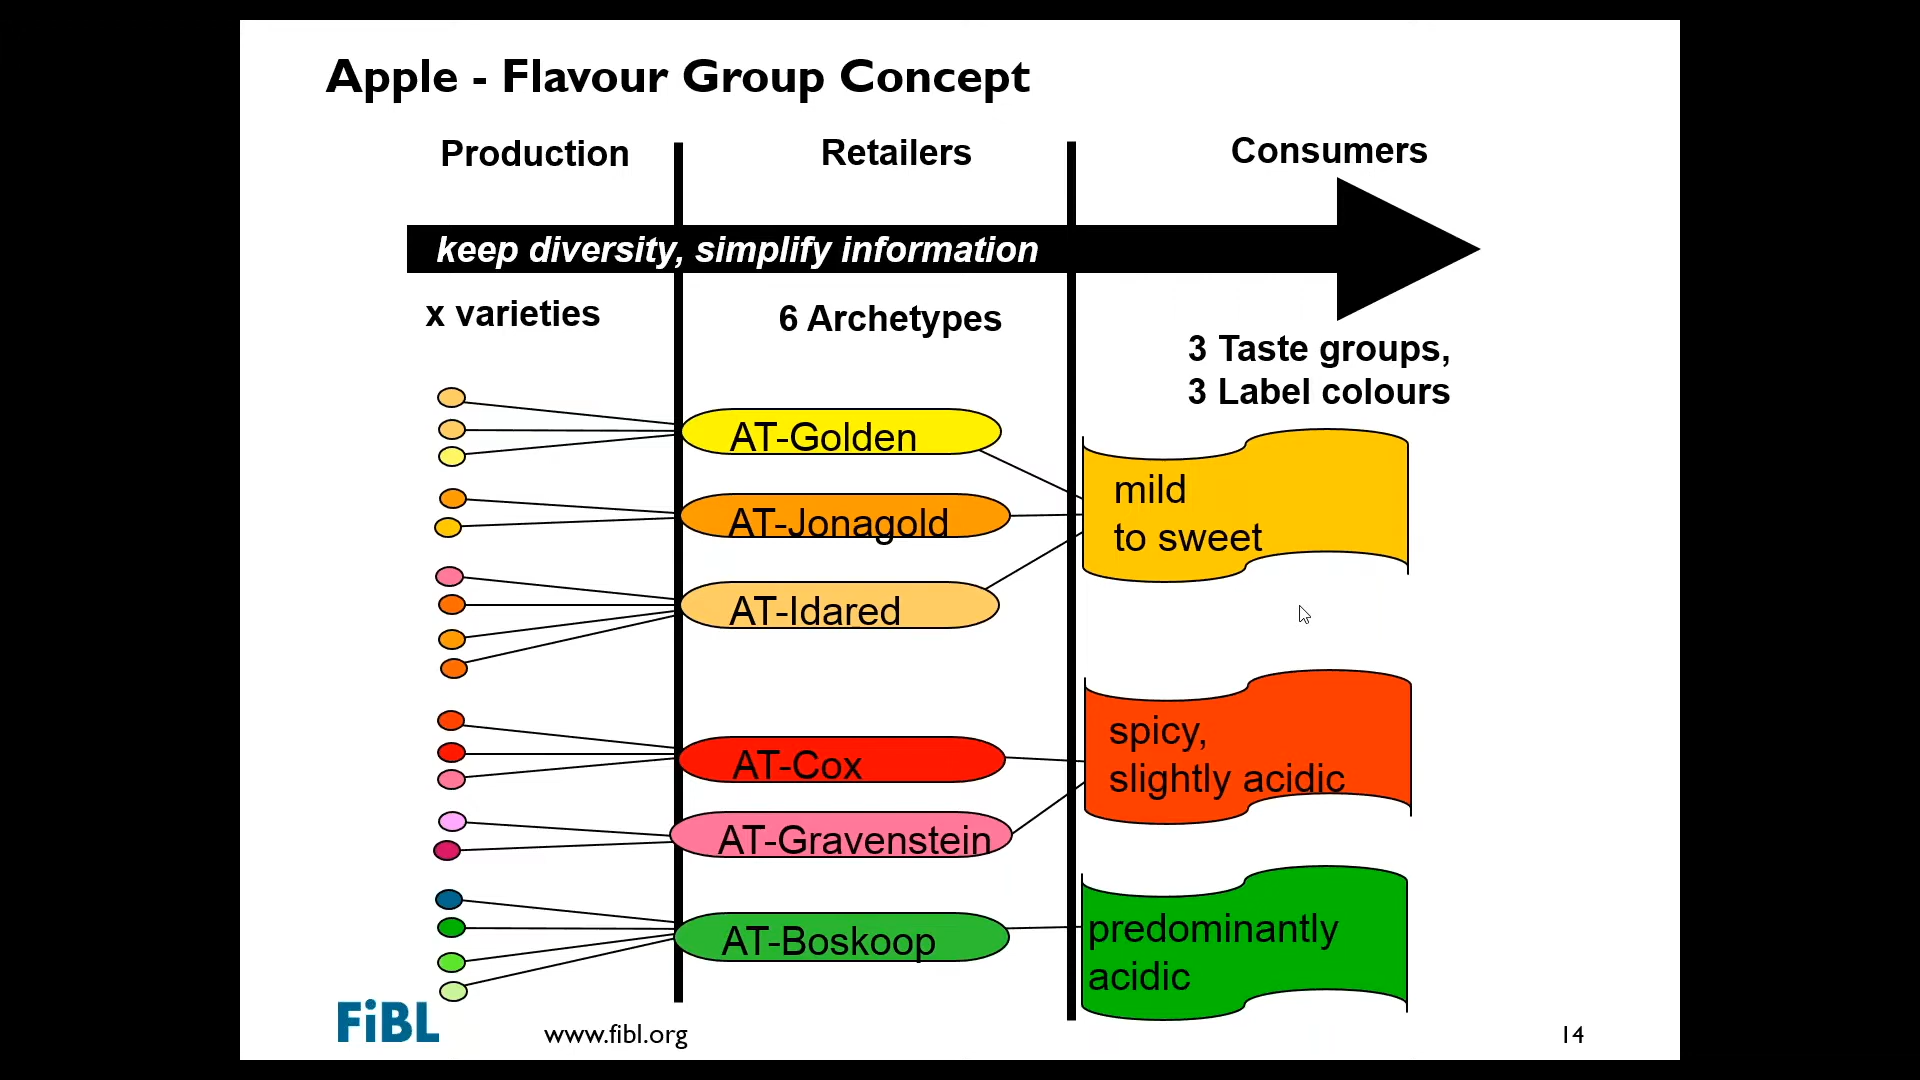 Apple - Flavour Group Concept
Production
Retailers
Consumers
keep diversity, simplify information
x varieties
6 Archetypes
3 Taste groups,
3 Label colours
AT-Golden
AT-Jonagold
AT-Idared
AT-Cox
AT-Gravenstein
AT-Boskoop
mild
to sweet
spicy,
slightly acidic
predominantly
acidic
FiBL
www.fibl.org
14